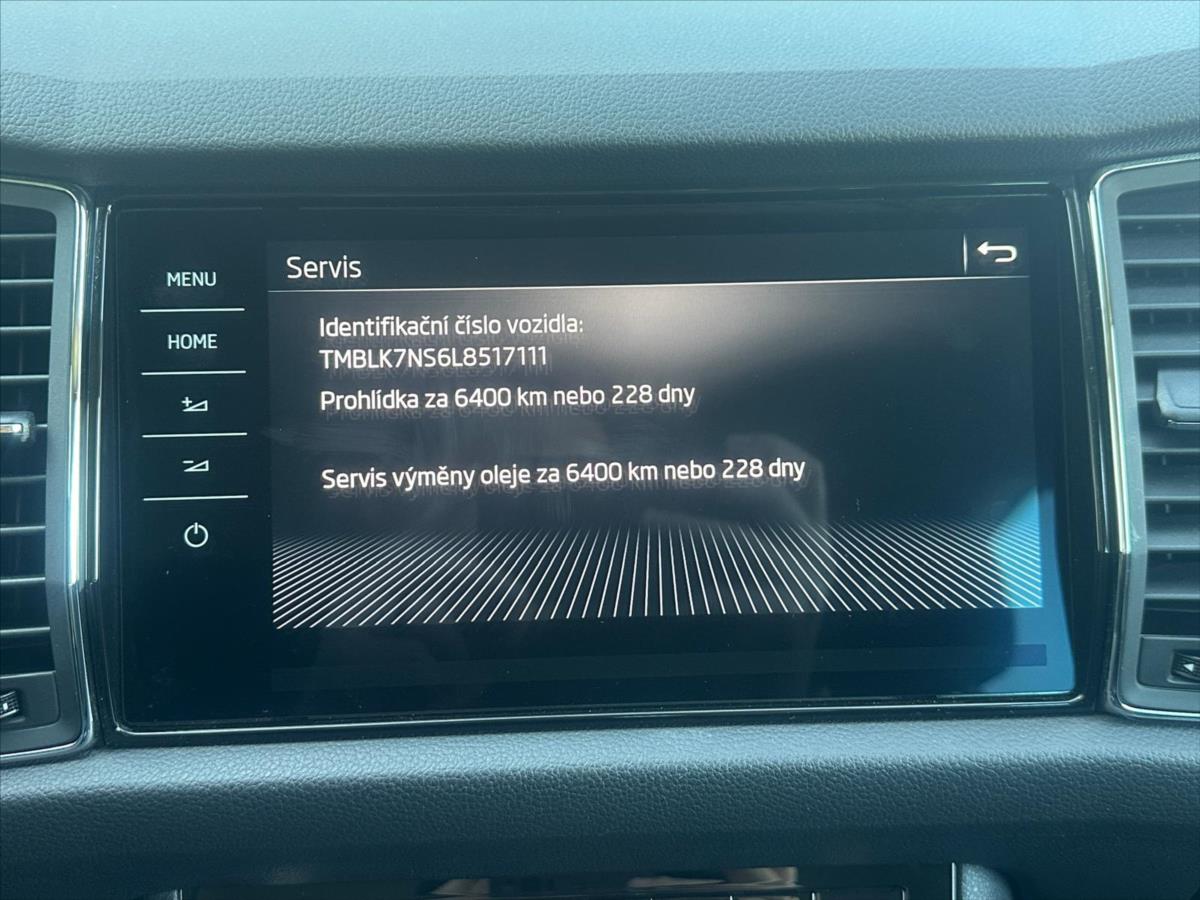 Servis
MENU
HOME
Identifikační číslo vozidla:
TMBLK7NS6L8517111
Prohlídka za 6400 km nebo 228 dny
Servis výměny oleje za 6400 km nebo 228 dny